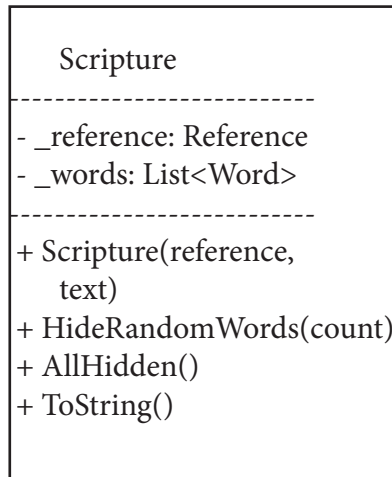 Scripture
- _reference: Reference
- _words: List<Word>
+ Scripture(reference,
text)
+ HideRandomWords(count)
+ AllHidden()
+ ToString()